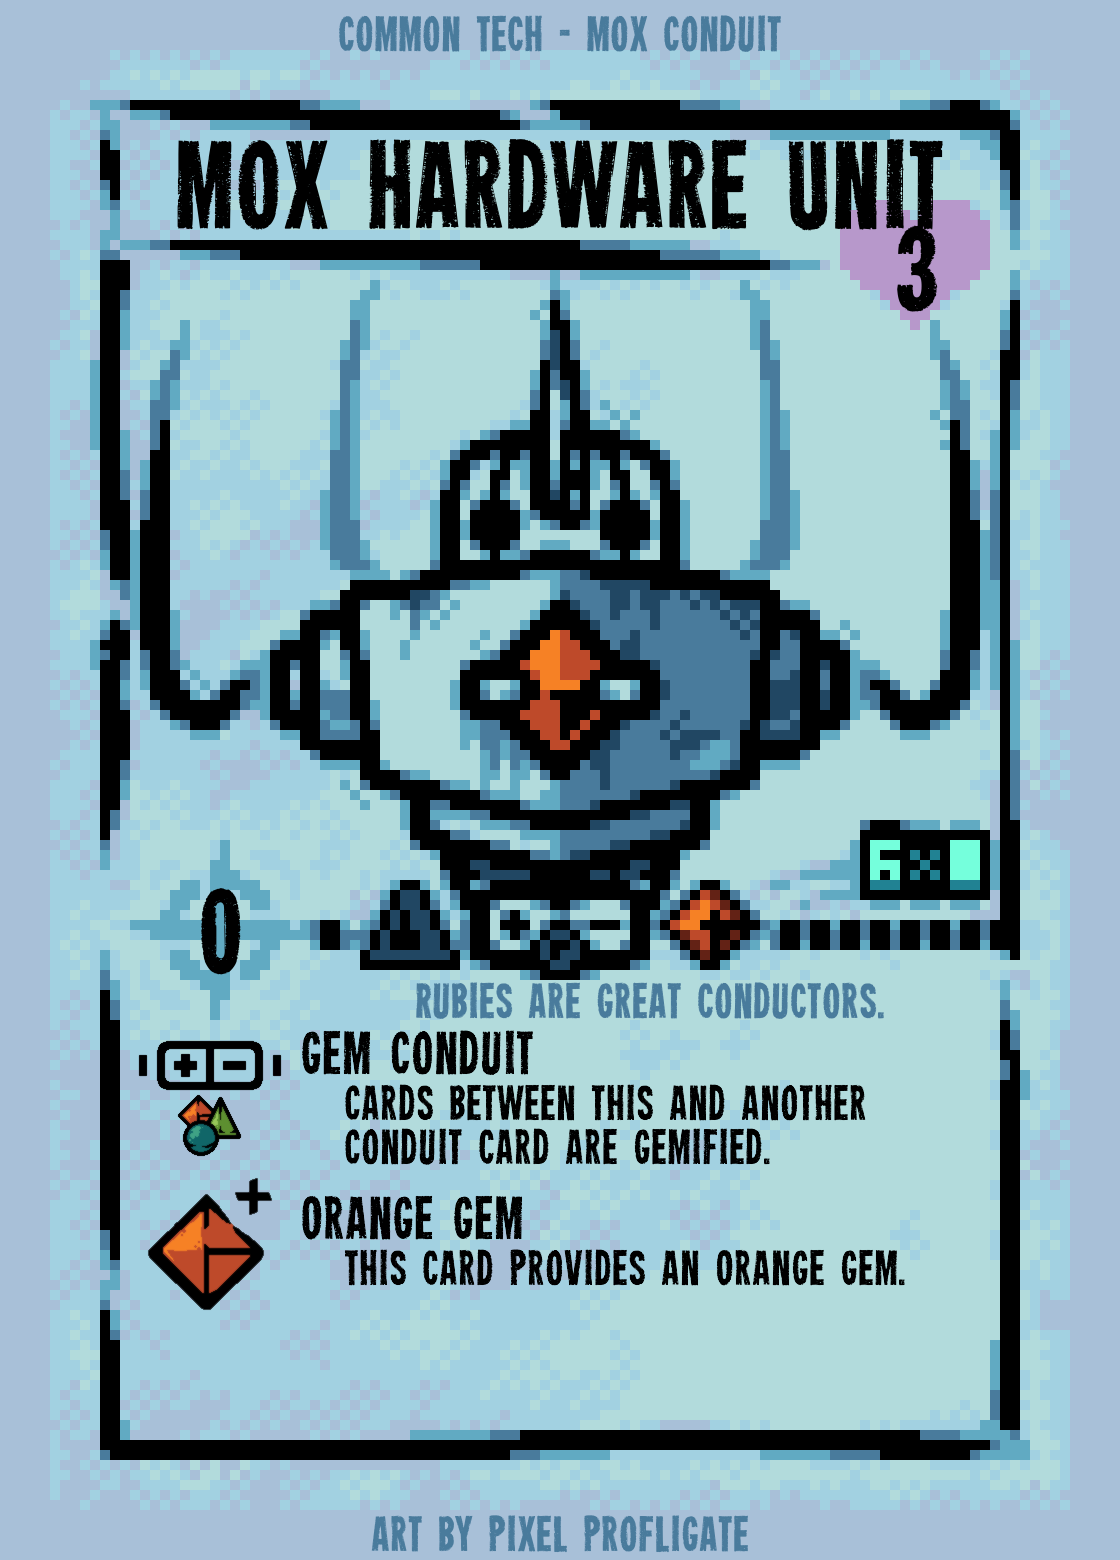 COMMON TECH - MOX CONDUIT
MOX HARDWARE UNIT
3
6×
0
RUBIES ARE GREAT CONDUCTORS.
GEM CONDUIT
CARDS BETWEEN THIS AND ANOTHER
CONDUIT CARD ARE GEMIFIED.
ORANGE GEM
THIS CARD PROVIDES AN ORANGE GEM.
ART BY PIXEL PROFLIGATE